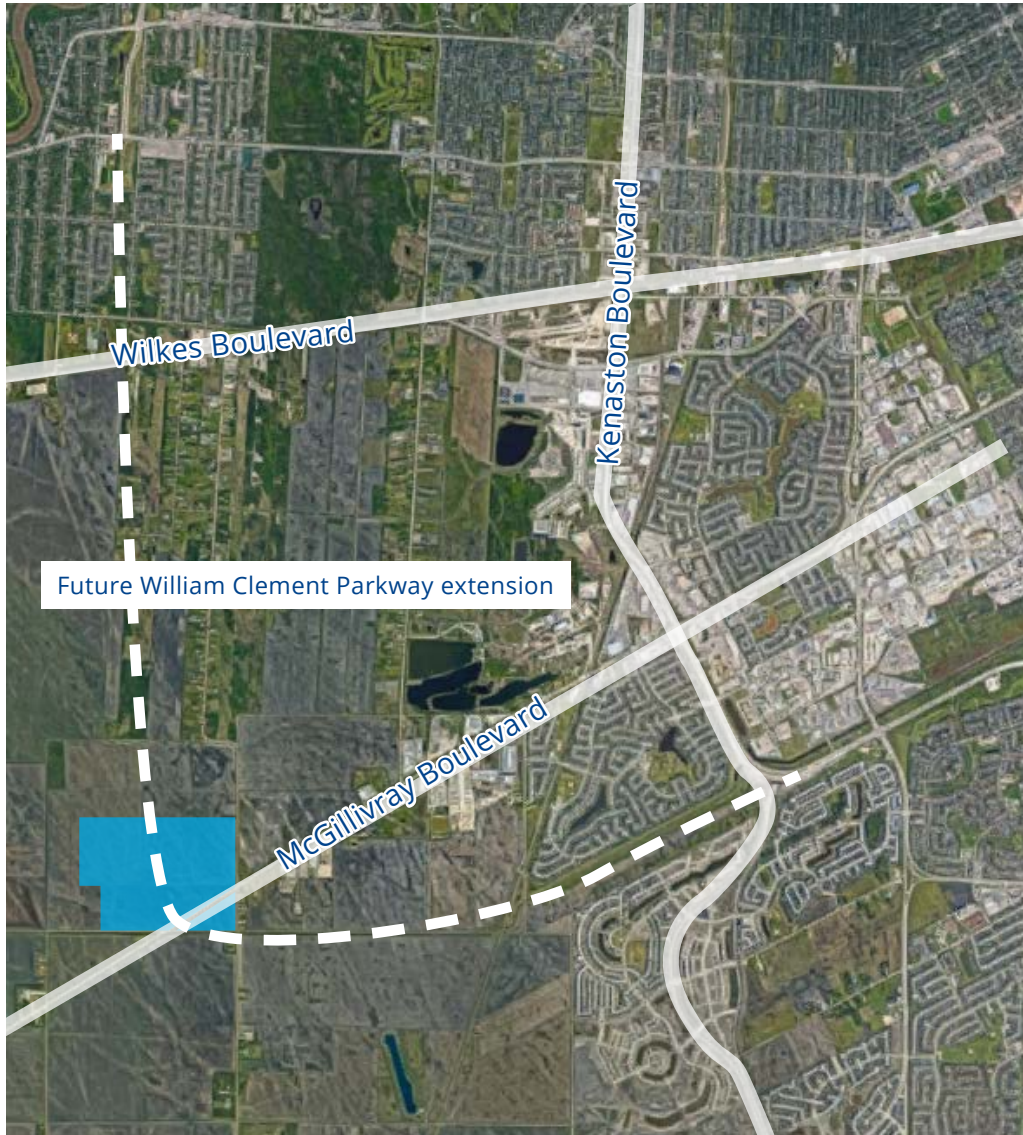 Kenaston Boulevard
Wilkes Boulevard
Future William Clement Parkway extension
McGillivray Boulevard